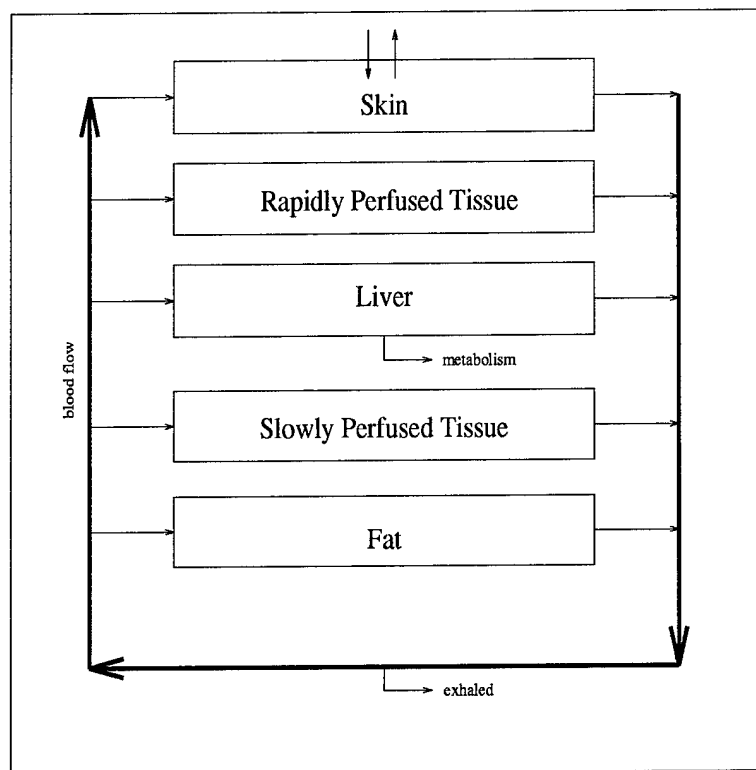 Skin
Rapidly Perfused Tissue
Liver
metabolism
blood flow
Slowly Perfused Tissue
Fat
exhaled